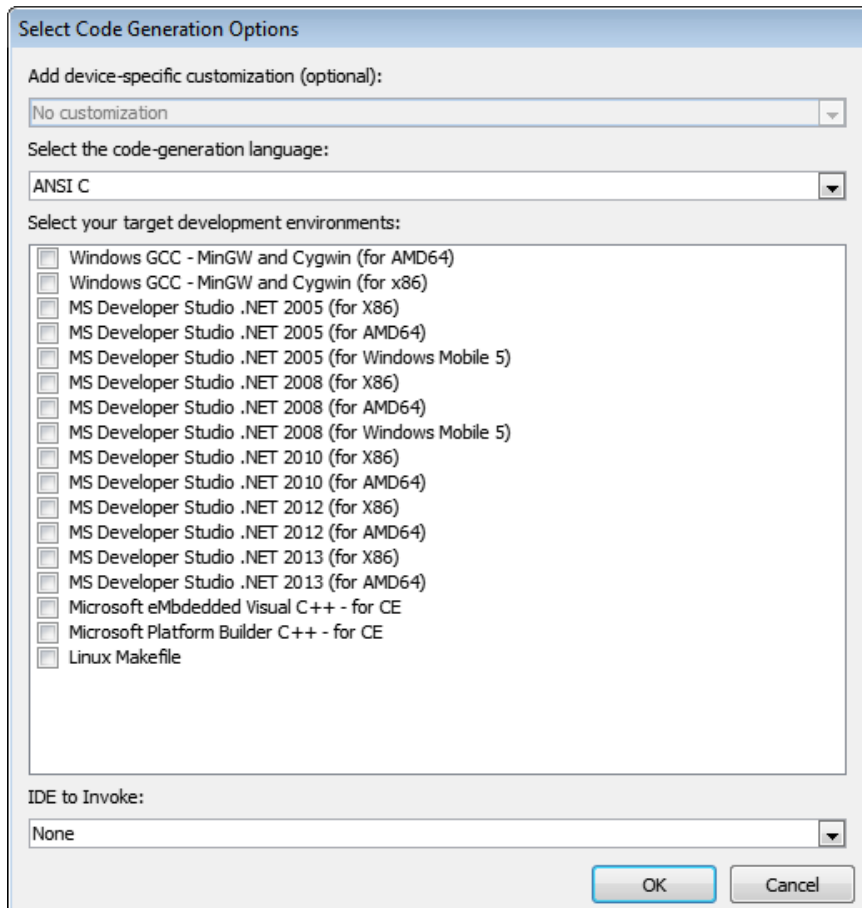 Select Code Generation Options
Add device-specific customization (optional):
No customization
Select the code-generation language:
ANSI C
Select your target development environments:
Windows GCC - MinGW and Cygwin (for AMD64)
Windows GCC - MinGW and Cygwin (for x86)
MS Developer Studio .NET 2005 (for X86)
MS Developer Studio .NET 2005 (for AMD64)
MS Developer Studio .NET 2005 (for Windows Mobile 5)
MS Developer Studio .NET 2008 (for X86)
MS Developer Studio .NET 2008 (for AMD64)
MS Developer Studio .NET 2008 (for Windows Mobile 5)
MS Developer Studio .NET 2010 (for X86)
MS Developer Studio .NET 2010 (for AMD64)
MS Developer Studio .NET 2012 (for X86)
MS Developer Studio .NET 2012 (for AMD64)
MS Developer Studio .NET 2013 (for X86)
MS Developer Studio .NET 2013 (for AMD64)
Microsoft eMbdedded Visual C++ - for CE
Microsoft Platform Builder C++ - for CE
Linux Makefile
IDE to Invoke:
None
OK Cancel